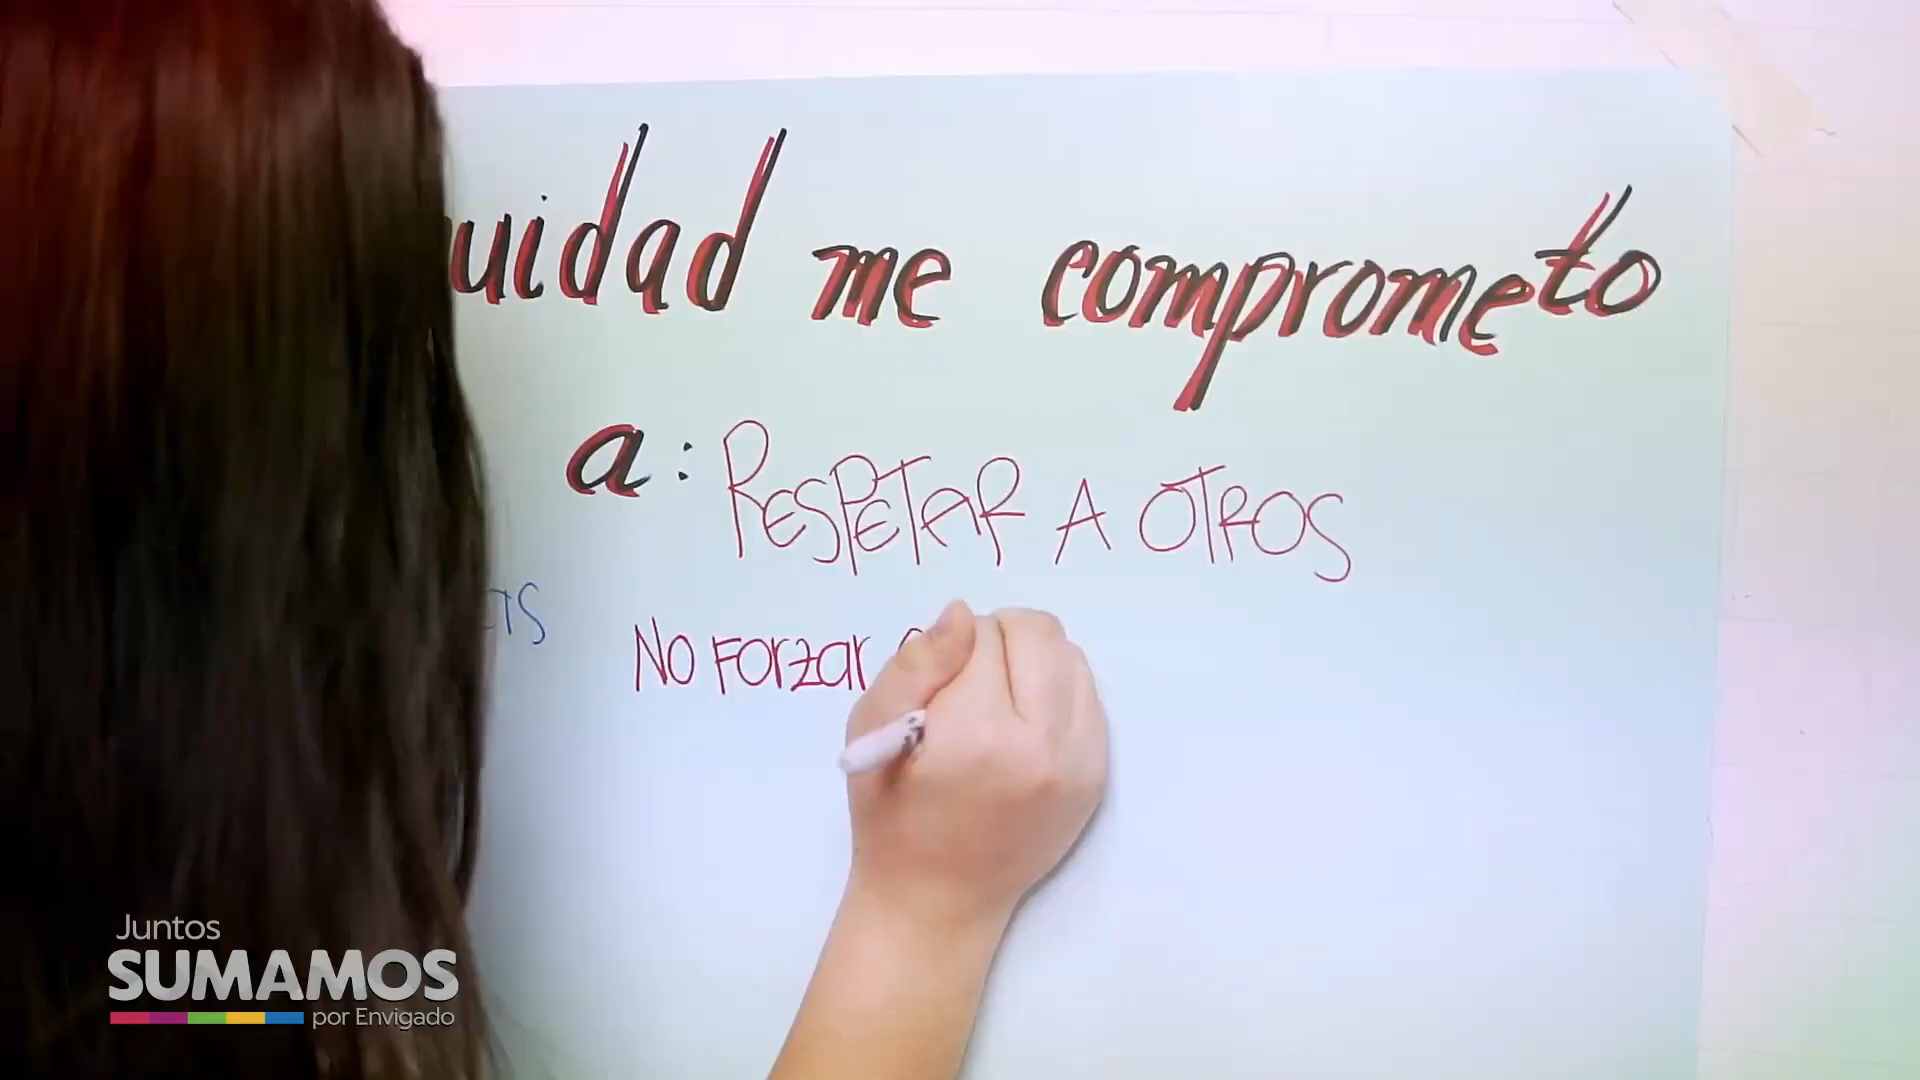 uidad me comprometo
a: RESPETAR A OTROS
No Forzar
Juntos
SUMAMOS
por Envigado